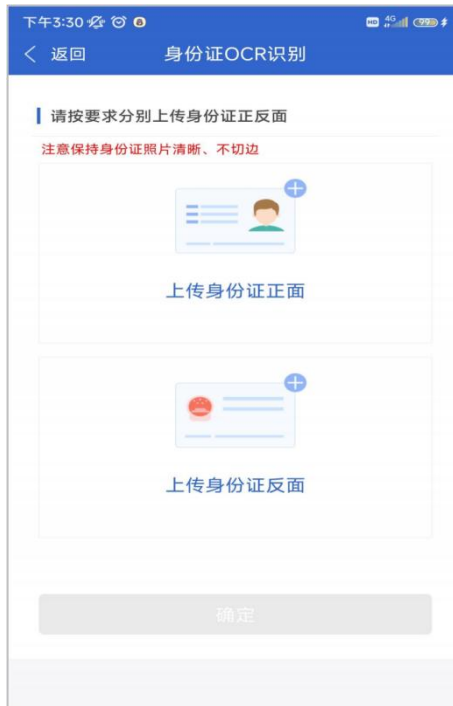 下午3:30
HD 4G 99
返回 身份证OCR识别
请按要求分别上传身份证正反面
注意保持身份证照片清晰、不切边
上传身份证正面
上传身份证反面
确定